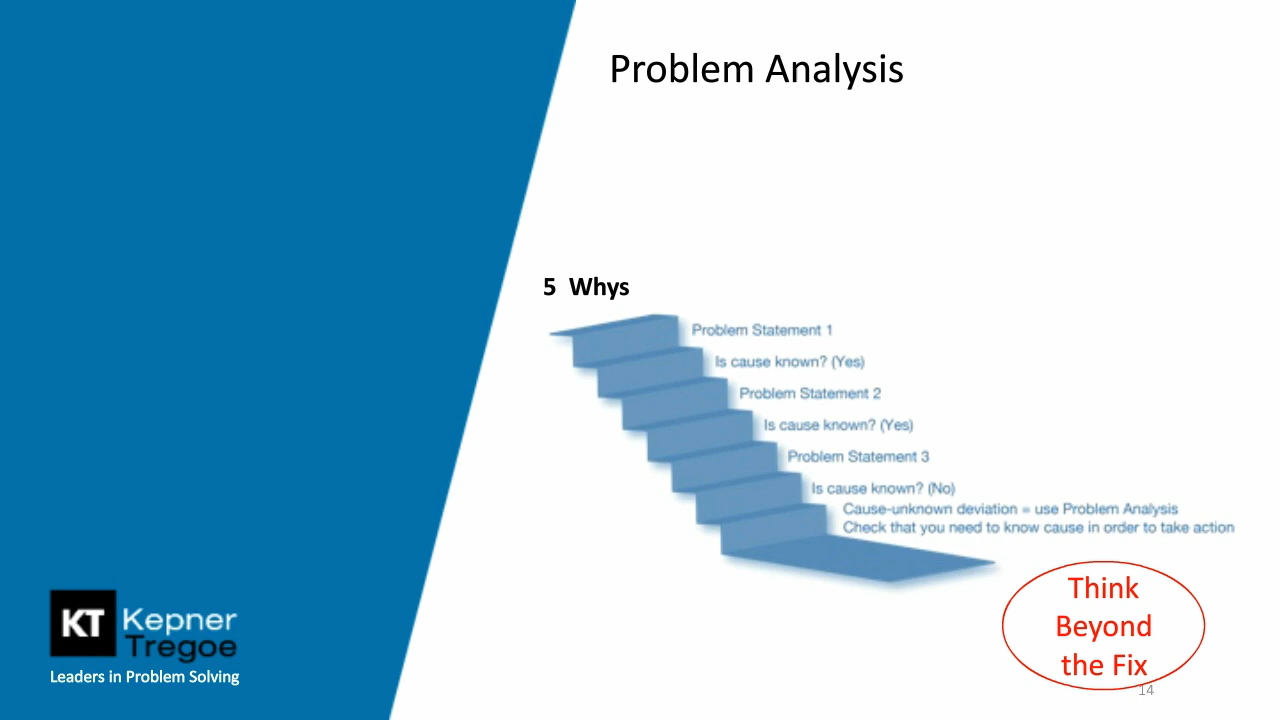 Problem Analysis
5 Whys
Problem Statement 1
Is cause known? (Yes)
Problem Statement 2
Is cause known? (Yes)
Problem Statement 3
Is cause known? (No)
Cause-unknown deviation = use Problem Analysis
Check that you need to know cause in order to take action
Think
Beyond
the Fix
14
KT Kepner
Tregoe
Leaders in Problem Solving